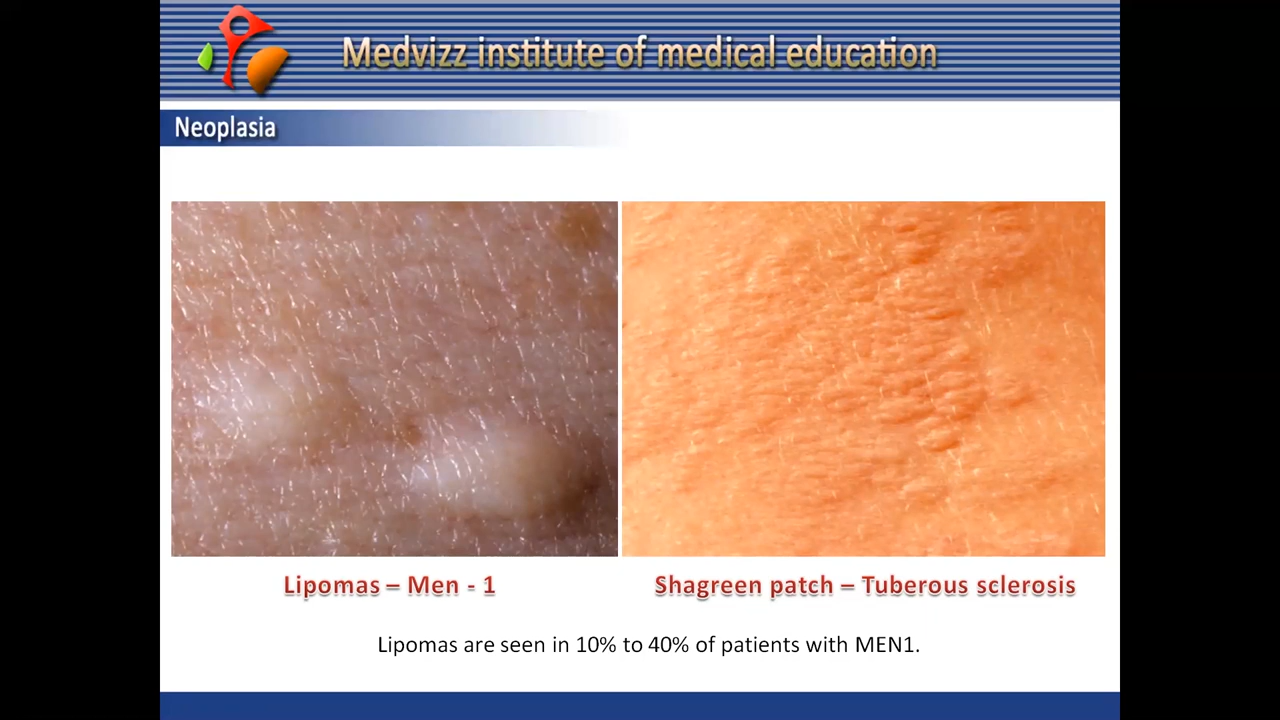 Medvizz institute of medical education
Neoplasia
Lipomas – Men - 1
Shagreen patch – Tuberous sclerosis
Lipomas are seen in 10% to 40% of patients with MEN1.